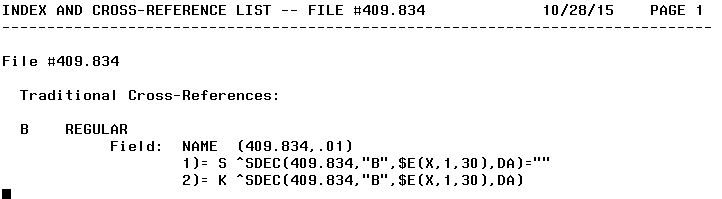 INDEX AND CROSS-REFERENCE LIST -- FILE #409.834 10/28/15 PAGE 1
-------------------------------------------------------------------------------
File #409.834
Traditional Cross-References:
B REGULAR
Field: NAME (409.834,.01)
1)= S ^SDEC(409.834,"B",$E(X,1,30),DA)=""
2)= K ^SDEC(409.834,"B",$E(X,1,30),DA)